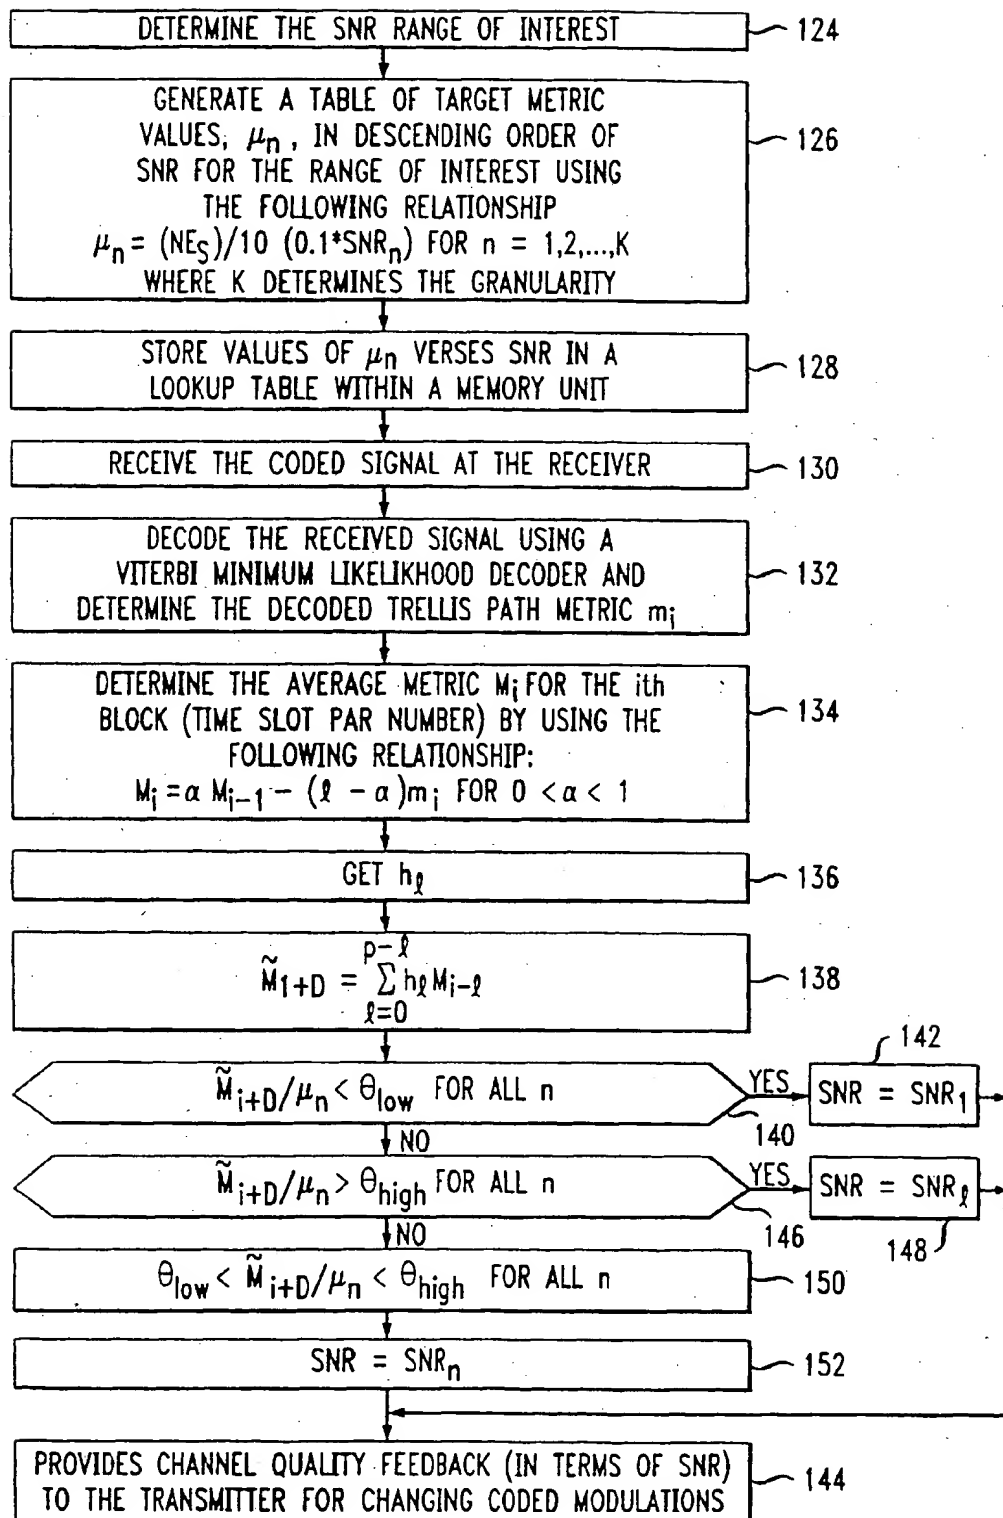 DETERMINE THE SNR RANGE OF INTEREST
124
GENERATE A TABLE OF TARGET METRIC
VALUES, μn, IN DESCENDING ORDER OF
SNR FOR THE RANGE OF INTEREST USING
THE FOLLOWING RELATIONSHIP
μn = (NES)/10 (0.1*SNRn) FOR n = 1,2,...,K
WHERE K DETERMINES THE GRANULARITY
126
STORE VALUES OF μn VERSES SNR IN A
LOOKUP TABLE WITHIN A MEMORY UNIT
128
RECEIVE THE CODED SIGNAL AT THE RECEIVER
130
DECODE THE RECEIVED SIGNAL USING A
VITERBI MINIMUM LIKELIKHOOD DECODER AND
DETERMINE THE DECODED TRELLIS PATH METRIC mi
132
DETERMINE THE AVERAGE METRIC Mi FOR THE ith
BLOCK (TIME SLOT PAR NUMBER) BY USING THE
FOLLOWING RELATIONSHIP:
Mi = α Mi-1 - (ℓ - α)mi FOR 0 < α < 1
134
GET hℓ
136
p-ℓ
M̃1+D = Σ hℓ Mi-ℓ
ℓ=0
138
M̃i+D/μn < θlow FOR ALL n
140
YES
SNR = SNR1
142
NO
M̃i+D/μn > θhigh FOR ALL n
146
YES
SNR = SNRℓ
148
NO
θlow < M̃i+D/μn < θhigh FOR ALL n
150
SNR = SNRn
152
PROVIDES CHANNEL QUALITY FEEDBACK (IN TERMS OF SNR)
TO THE TRANSMITTER FOR CHANGING CODED MODULATIONS
144